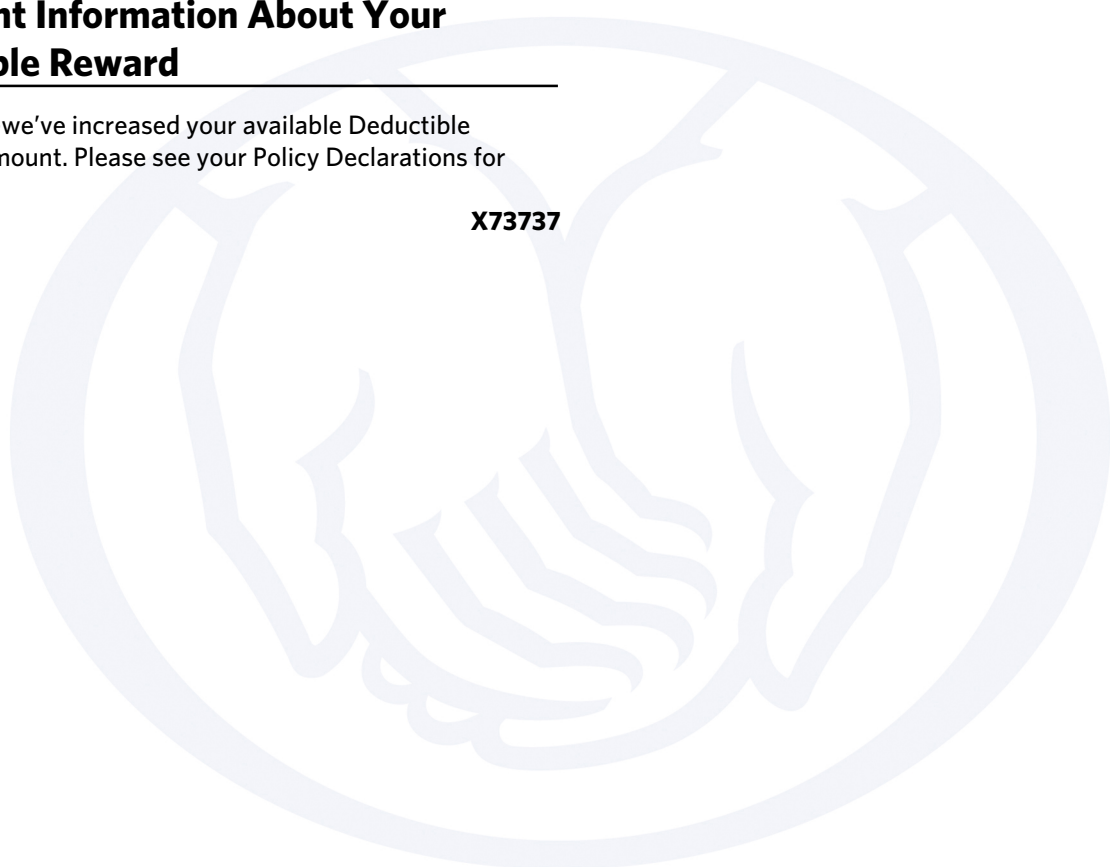 nt Information About Your
ble Reward
we've increased your available Deductible
mount. Please see your Policy Declarations for
X73737